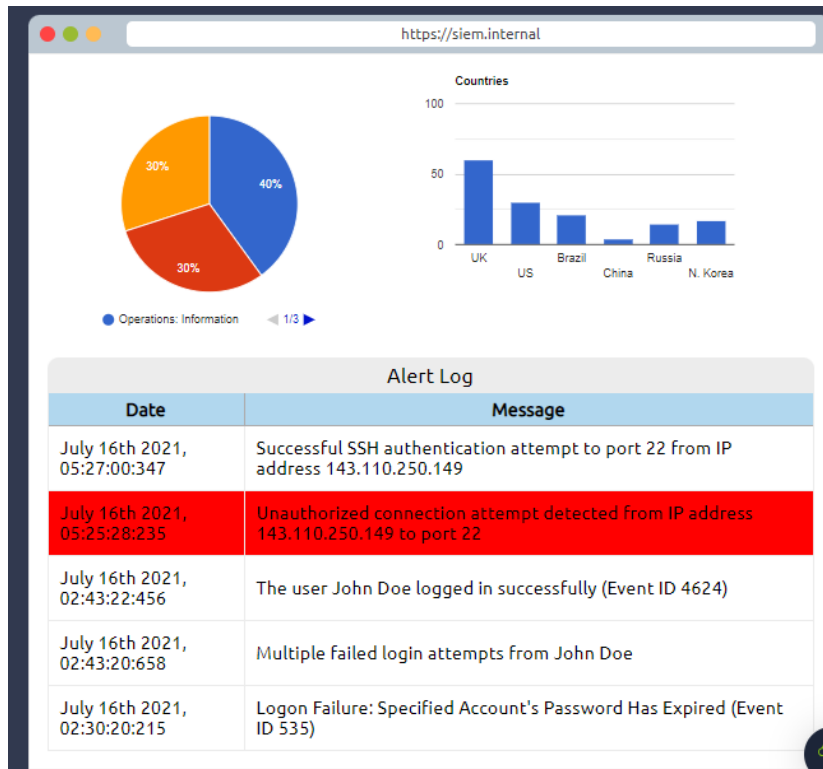 https://siem.internal
Countries
100
50
0
UK
US
Brazil
China
Russia
N. Korea
30%
40%
30%
Operations: Information
1/3
Alert Log
Date Message
July 16th 2021, 05:27:00:347
Successful SSH authentication attempt to port 22 from IP
address 143.110.250.149
July 16th 2021,
05:25:28:235
Unauthorized connection attempt detected from IP address
143.110.250.149 to port 22
July 16th 2021,
02:43:22:456
The user John Doe logged in successfully (Event ID 4624)
July 16th 2021,
02:43:20:658
Multiple failed login attempts from John Doe
July 16th 2021,
02:30:20:215
Logon Failure: Specified Account's Password Has Expired (Event
ID 535)